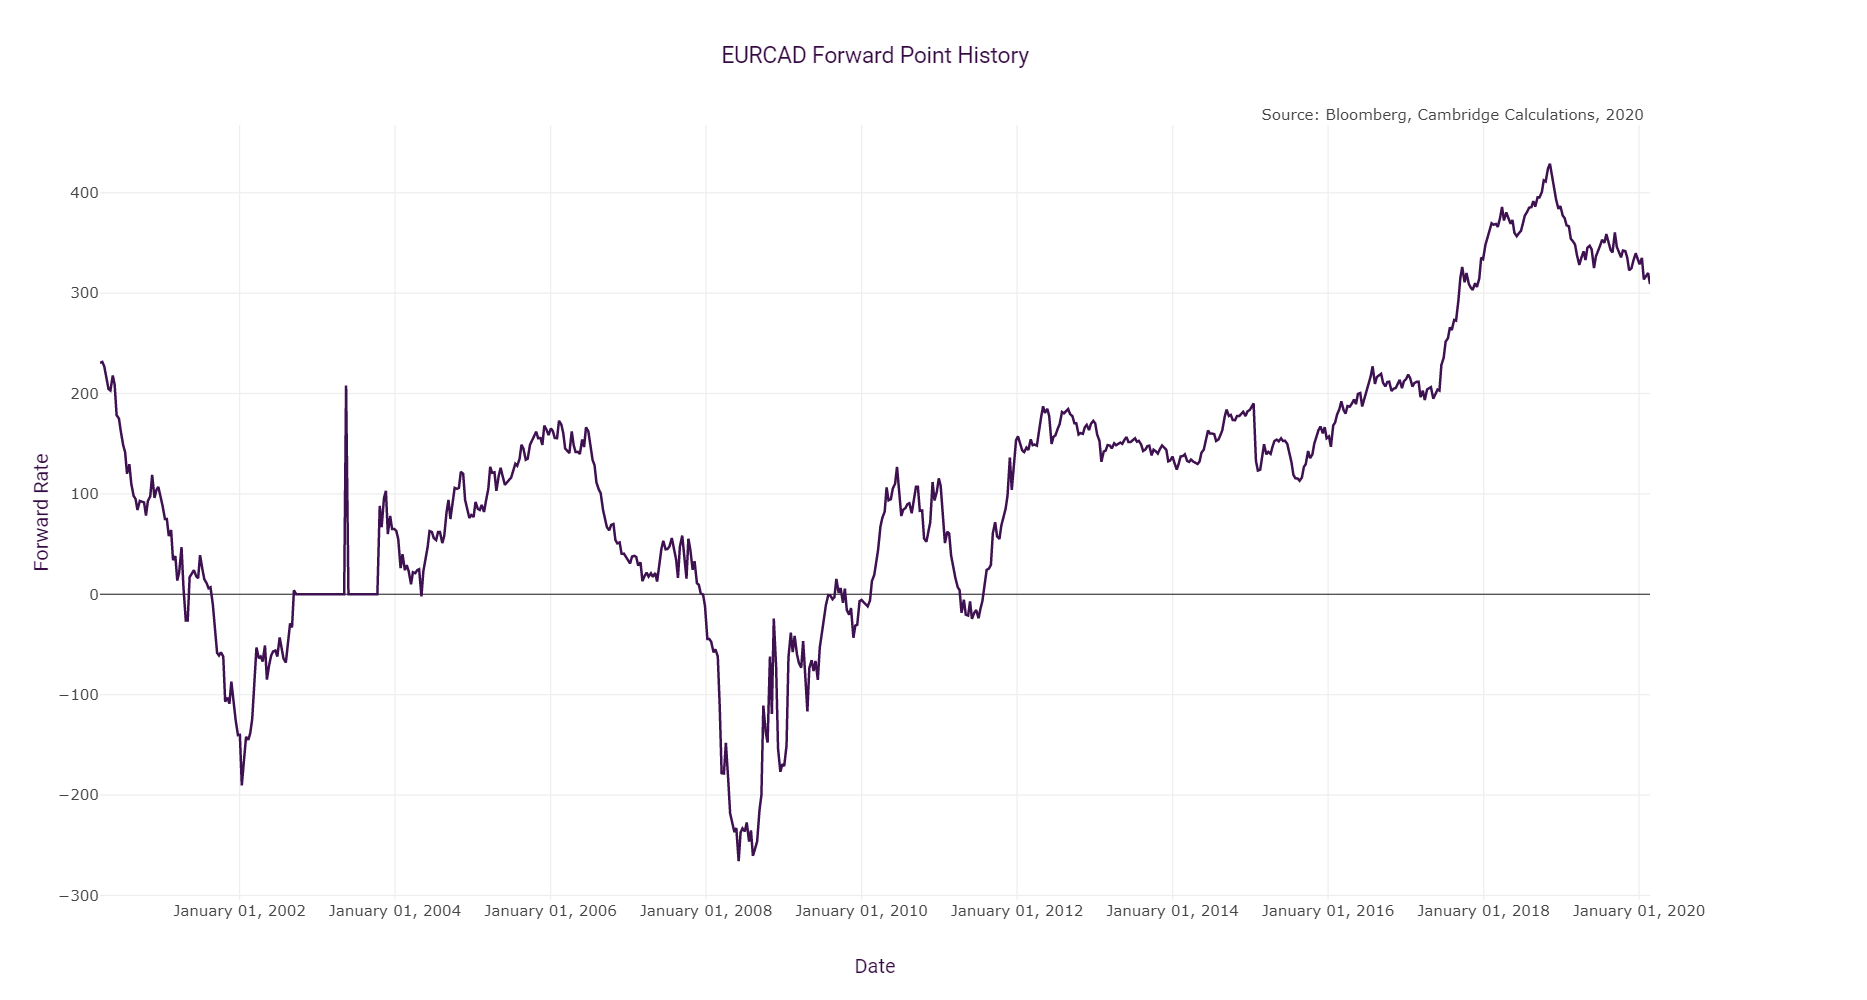 EURCAD Forward Point History
Source: Bloomberg, Cambridge Calculations, 2020
Forward Rate
400
300
200
100
0
−100
−200
−300
January 01, 2002
January 01, 2004
January 01, 2006
January 01, 2008
January 01, 2010
January 01, 2012
January 01, 2014
January 01, 2016
January 01, 2018
January 01, 2020
Date